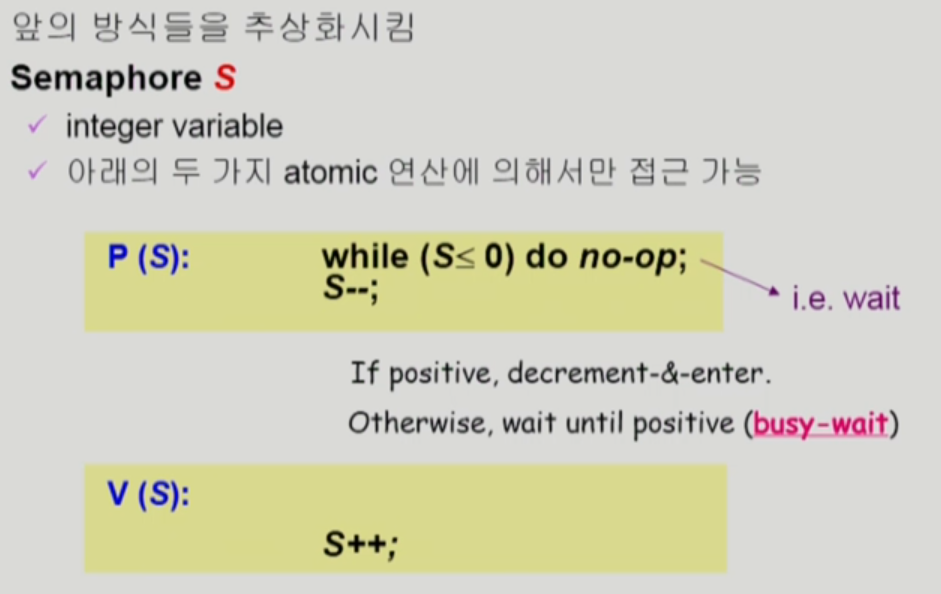 앞의 방식들을 추상화시킴
Semaphore S
✓ integer variable
✓ 아래의 두 가지 atomic 연산에 의해서만 접근 가능
P (S): while (S≤ 0) do no-op;
S--;
i.e. wait
If positive, decrement-&-enter.
Otherwise, wait until positive (busy-wait)
V (S):
S++;